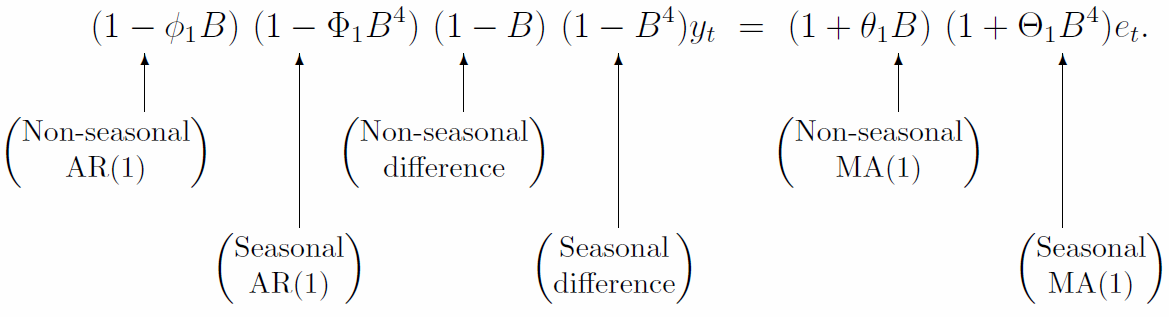 (1 − ϕ₁B) (1 − Φ₁B⁴) (1 − B) (1 − B⁴)yₜ = (1 + θ₁B) (1 + Θ₁B⁴)eₜ.
(Non-seasonal
AR(1))
(Non-seasonal
difference)
(Non-seasonal
MA(1))
(Seasonal
AR(1))
(Seasonal
difference)
(Seasonal
MA(1))